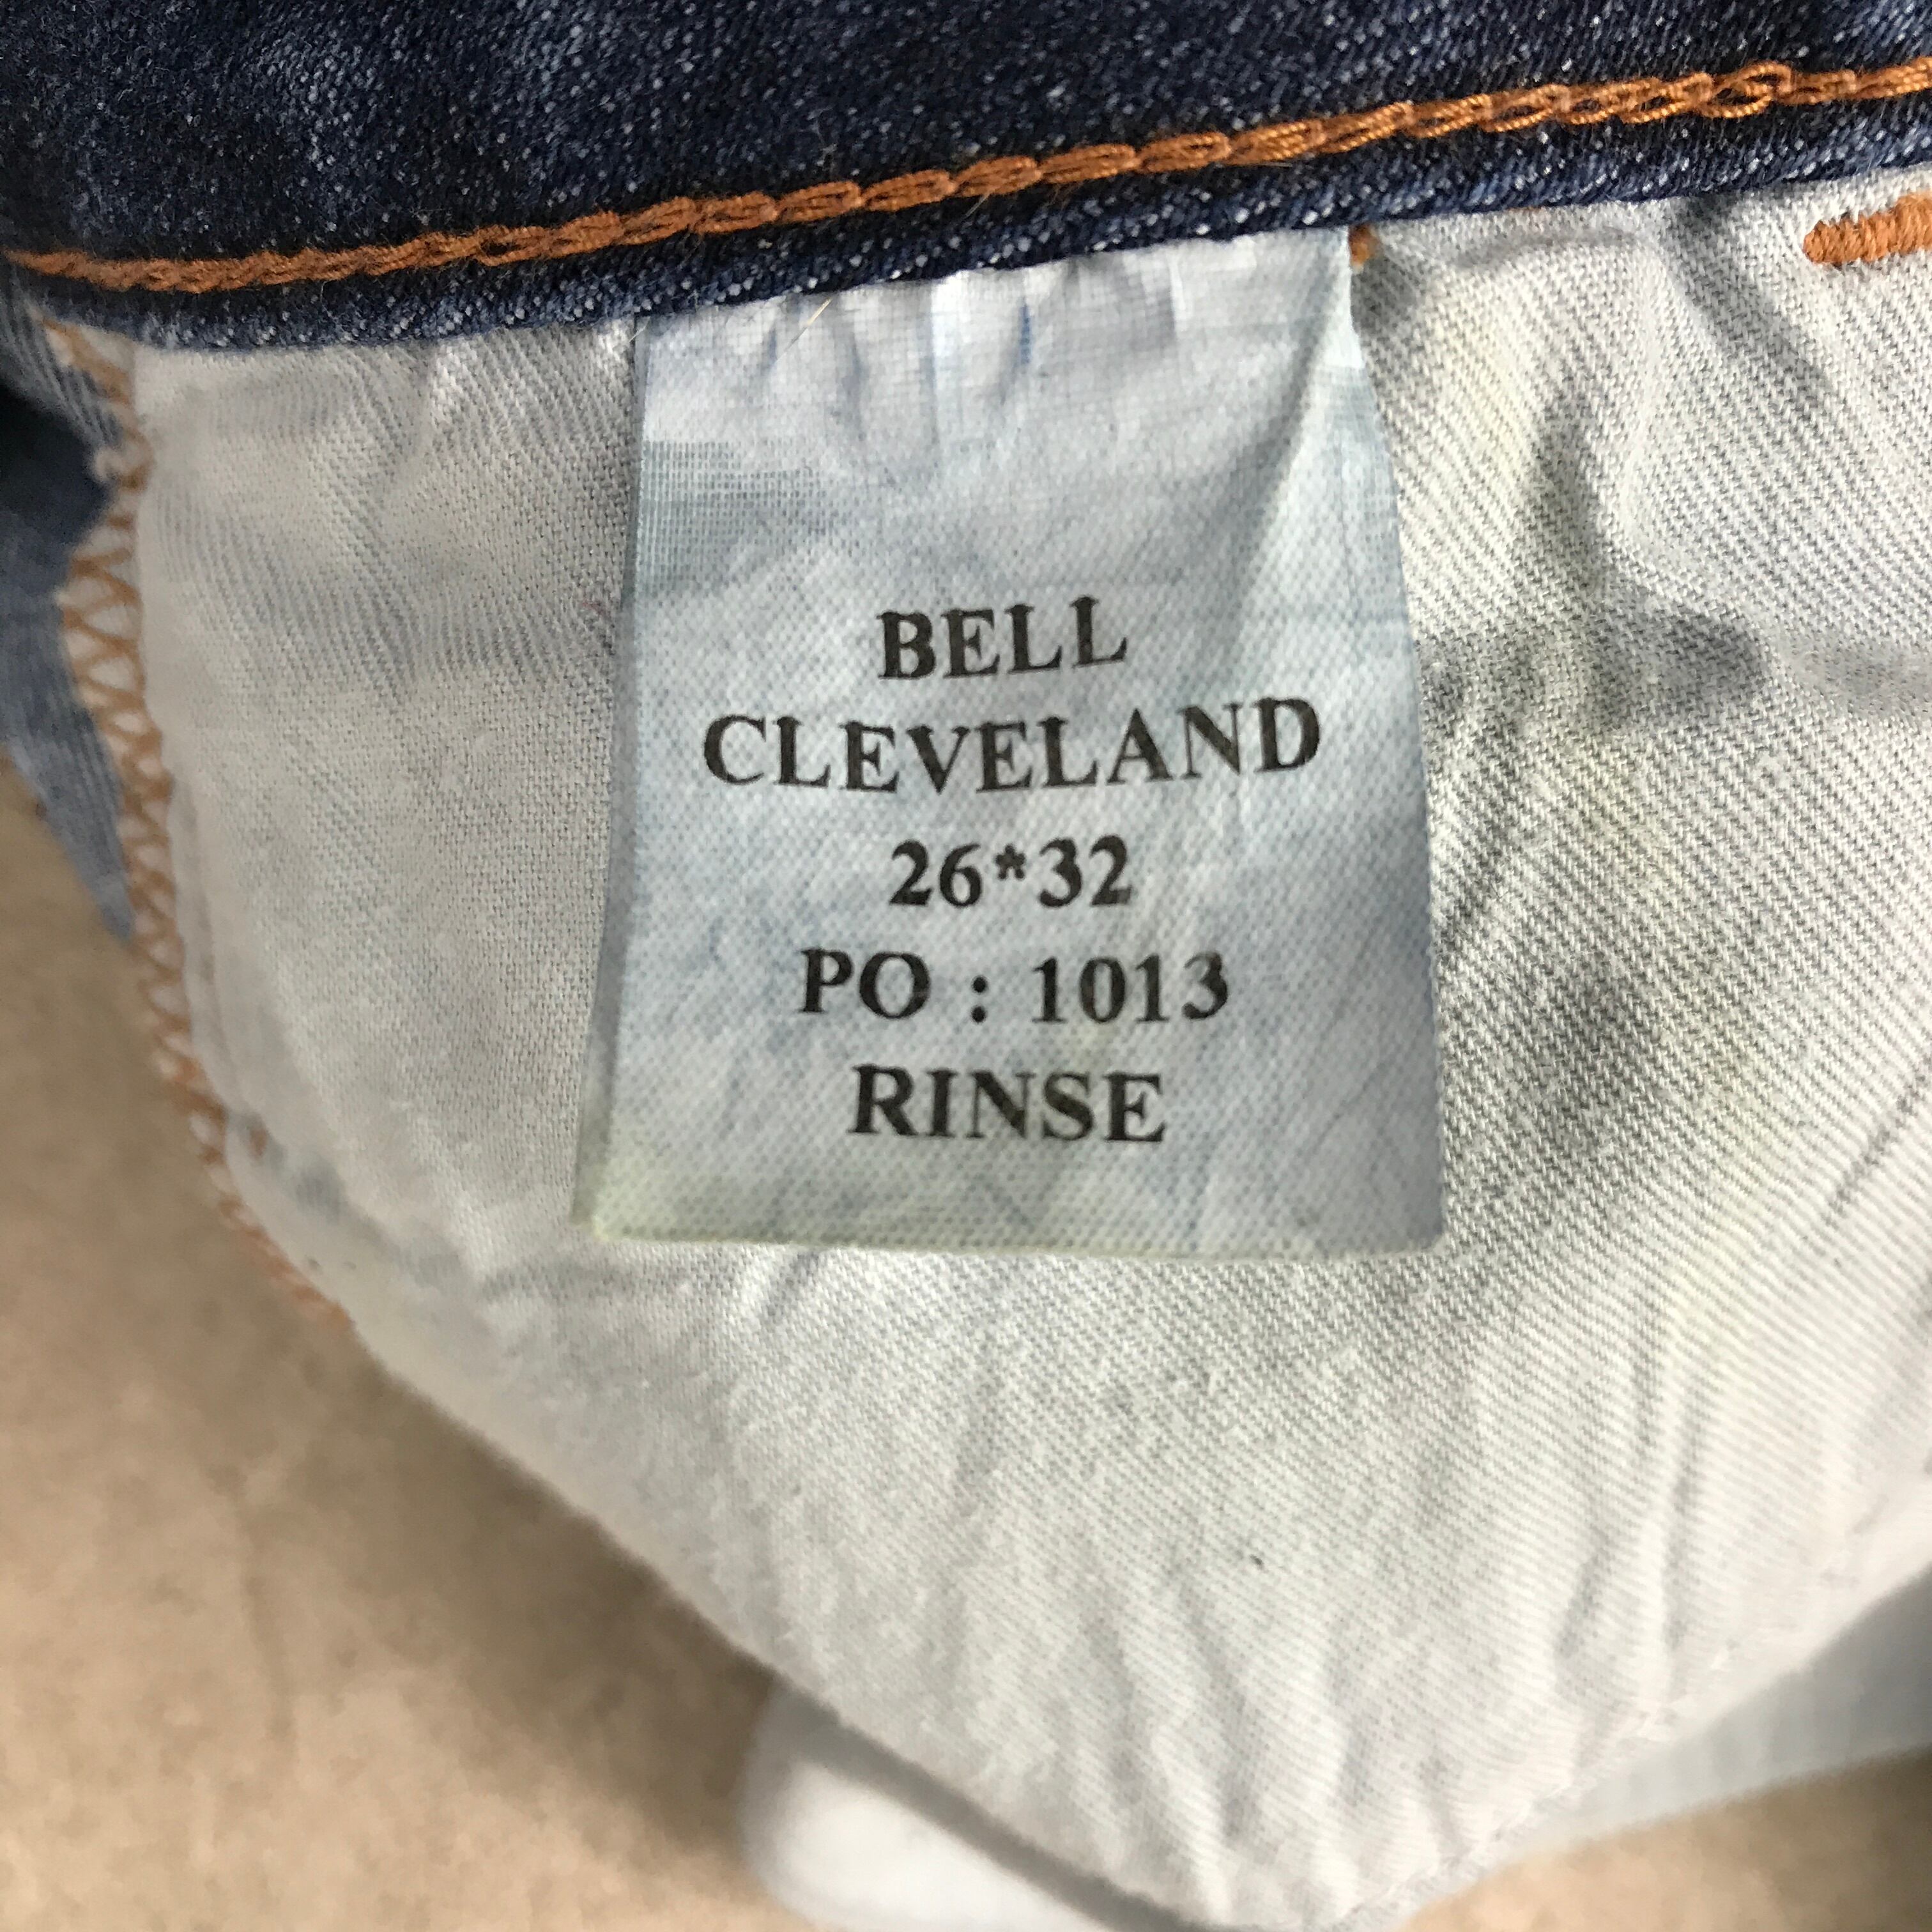 BELL
CLEVELAND
26*32
PO : 1013
RINSE